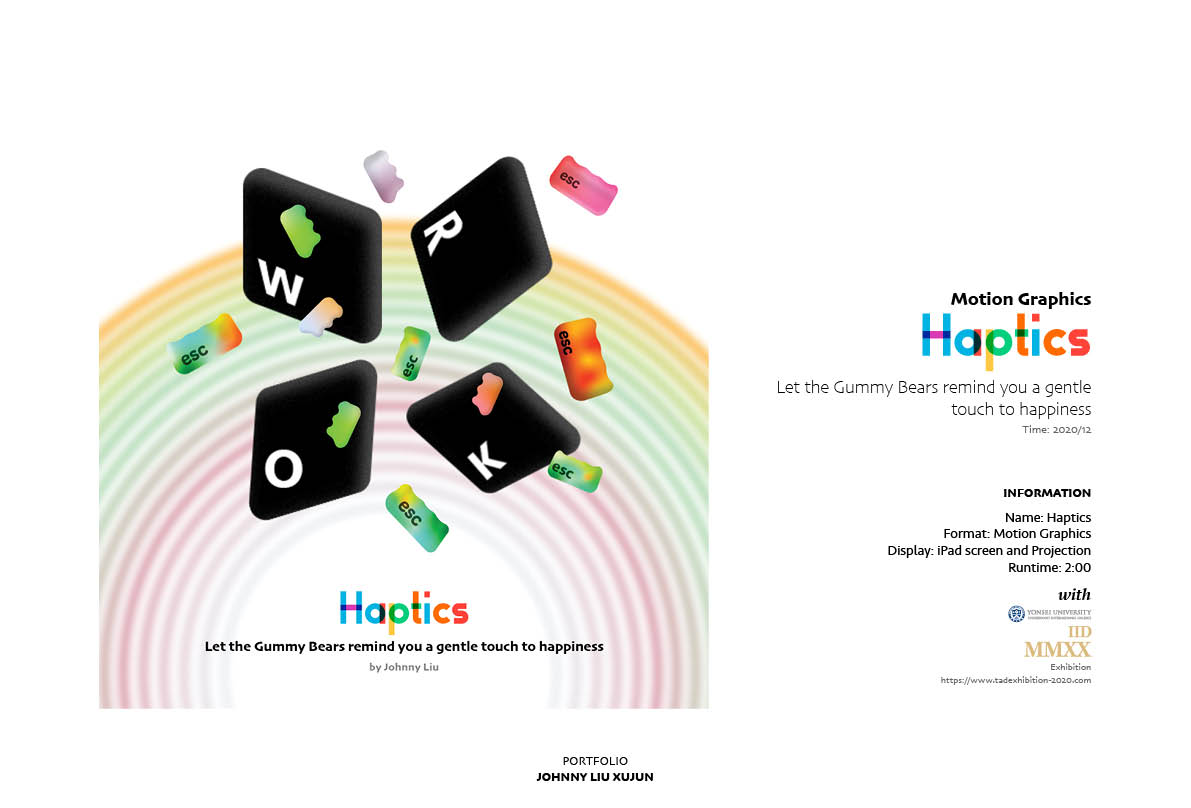 esc
W
R
esc
esc
esc
O
K
esc
esc
Haptics
Let the Gummy Bears remind you a gentle touch to happiness
by Johnny Liu
Motion Graphics
Haptics
Let the Gummy Bears remind you a gentle
touch to happiness
Time: 2020/12
INFORMATION
Name: Haptics
Format: Motion Graphics
Display: iPad screen and Projection
Runtime: 2:00
with
YONSEI UNIVERSITY
UNDERWOOD INTERNATIONAL COLLEGE
IID
MMXX
Exhibition
https://www.tadexhibition-2020.com
PORTFOLIO
JOHNNY LIU XUJUN